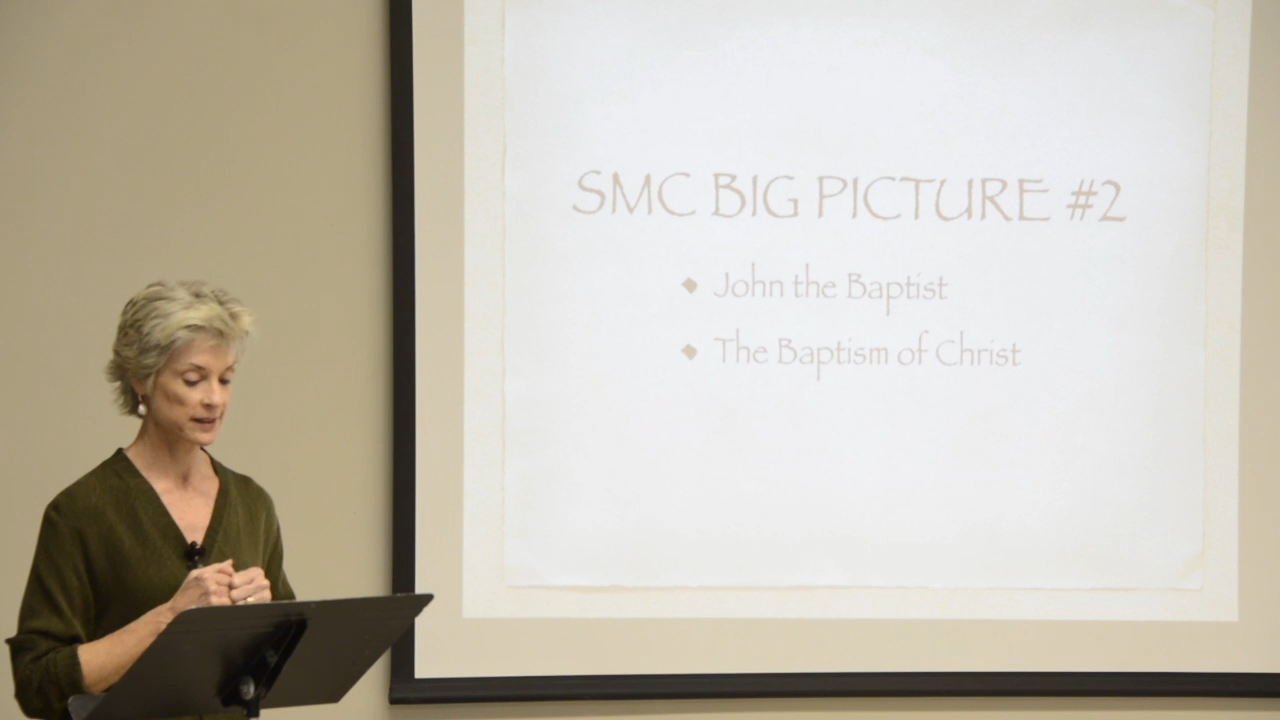 SMC BIG PICTURE #2
John the Baptist
The Baptism of Christ